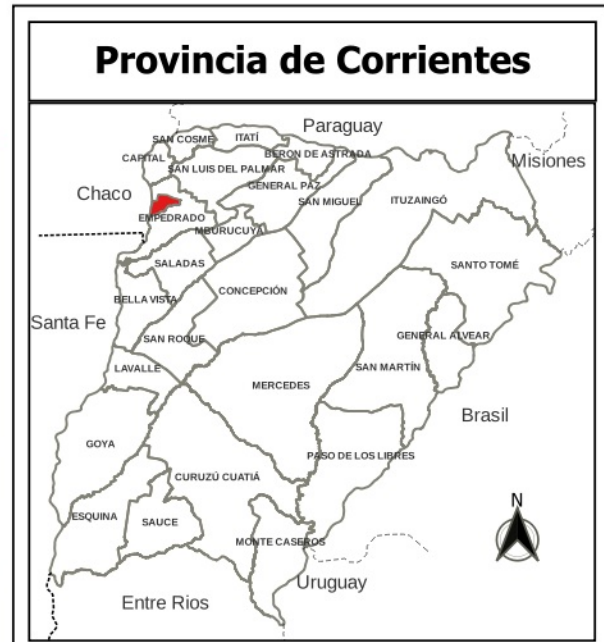 Provincia de Corrientes
Paraguay
SAN COSME
ITATÍ
CAPITAL
BERON DE ASTRADA
Misiones
SAN LUIS DEL PALMAR
Chaco
GENERAL PAZ
SAN MIGUEL
ITUZAINGÓ
EMPEDRADO
MBURUCUYA
SALADAS
SANTO TOMÉ
CONCEPCIÓN
BELLA VISTA
Santa Fe
SAN ROQUE
GENERAL ALVEAR
LAVALLE
SAN MARTÍN
MERCEDES
Brasil
GOYA
PASO DE LOS LIBRES
CURUZÚ CUATIÁ
N
ESQUINA
SAUCE
MONTE CASEROS
Uruguay
Entre Rios